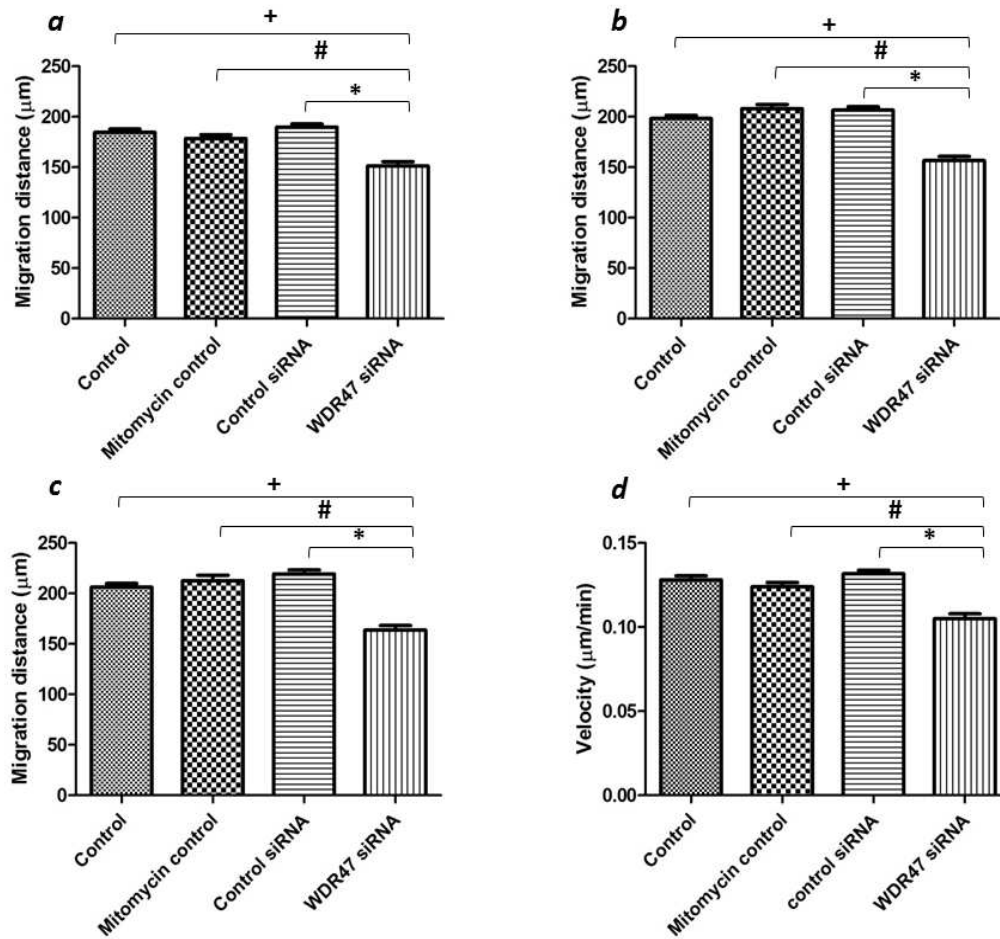 a
+
#
*
Migration distance (μm)
250
200
150
100
50
0
Control
Mitomycin control
Control siRNA
WDR47 siRNA
b
+
#
*
Migration distance (μm)
250
200
150
100
50
0
Control
Mitomycin control
Control siRNA
WDR47 siRNA
c
+
#
*
Migration distance (μm)
250
200
150
100
50
0
Control
Mitomycin control
Control siRNA
WDR47 siRNA
d
+
#
*
Velocity (μm/min)
0.15
0.10
0.05
0.00
Control
Mitomycin control
control siRNA
WDR47 siRNA